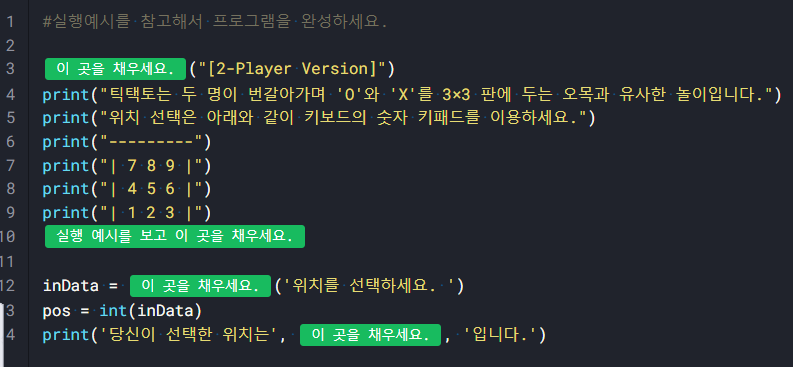 1 #실행예시를 참고해서 프로그램을 완성하세요.
2
3 이 곳을 채우세요. ("[2-Player Version]")
4 print("틱택토는 두 명이 번갈아가며 'O'와 'X'를 3×3 판에 두는 오목과 유사한 놀이입니다.")
5 print("위치 선택은 아래와 같이 키보드의 숫자 키패드를 이용하세요.")
6 print("---------")
7 print("| 7 8 9 |")
8 print("| 4 5 6 |")
9 print("| 1 2 3 |")
10 실행 예시를 보고 이 곳을 채우세요.
11
12 inData = 이 곳을 채우세요. ('위치를 선택하세요. ')
3 pos = int(inData)
4 print('당신이 선택한 위치는', 이 곳을 채우세요. , '입니다.')